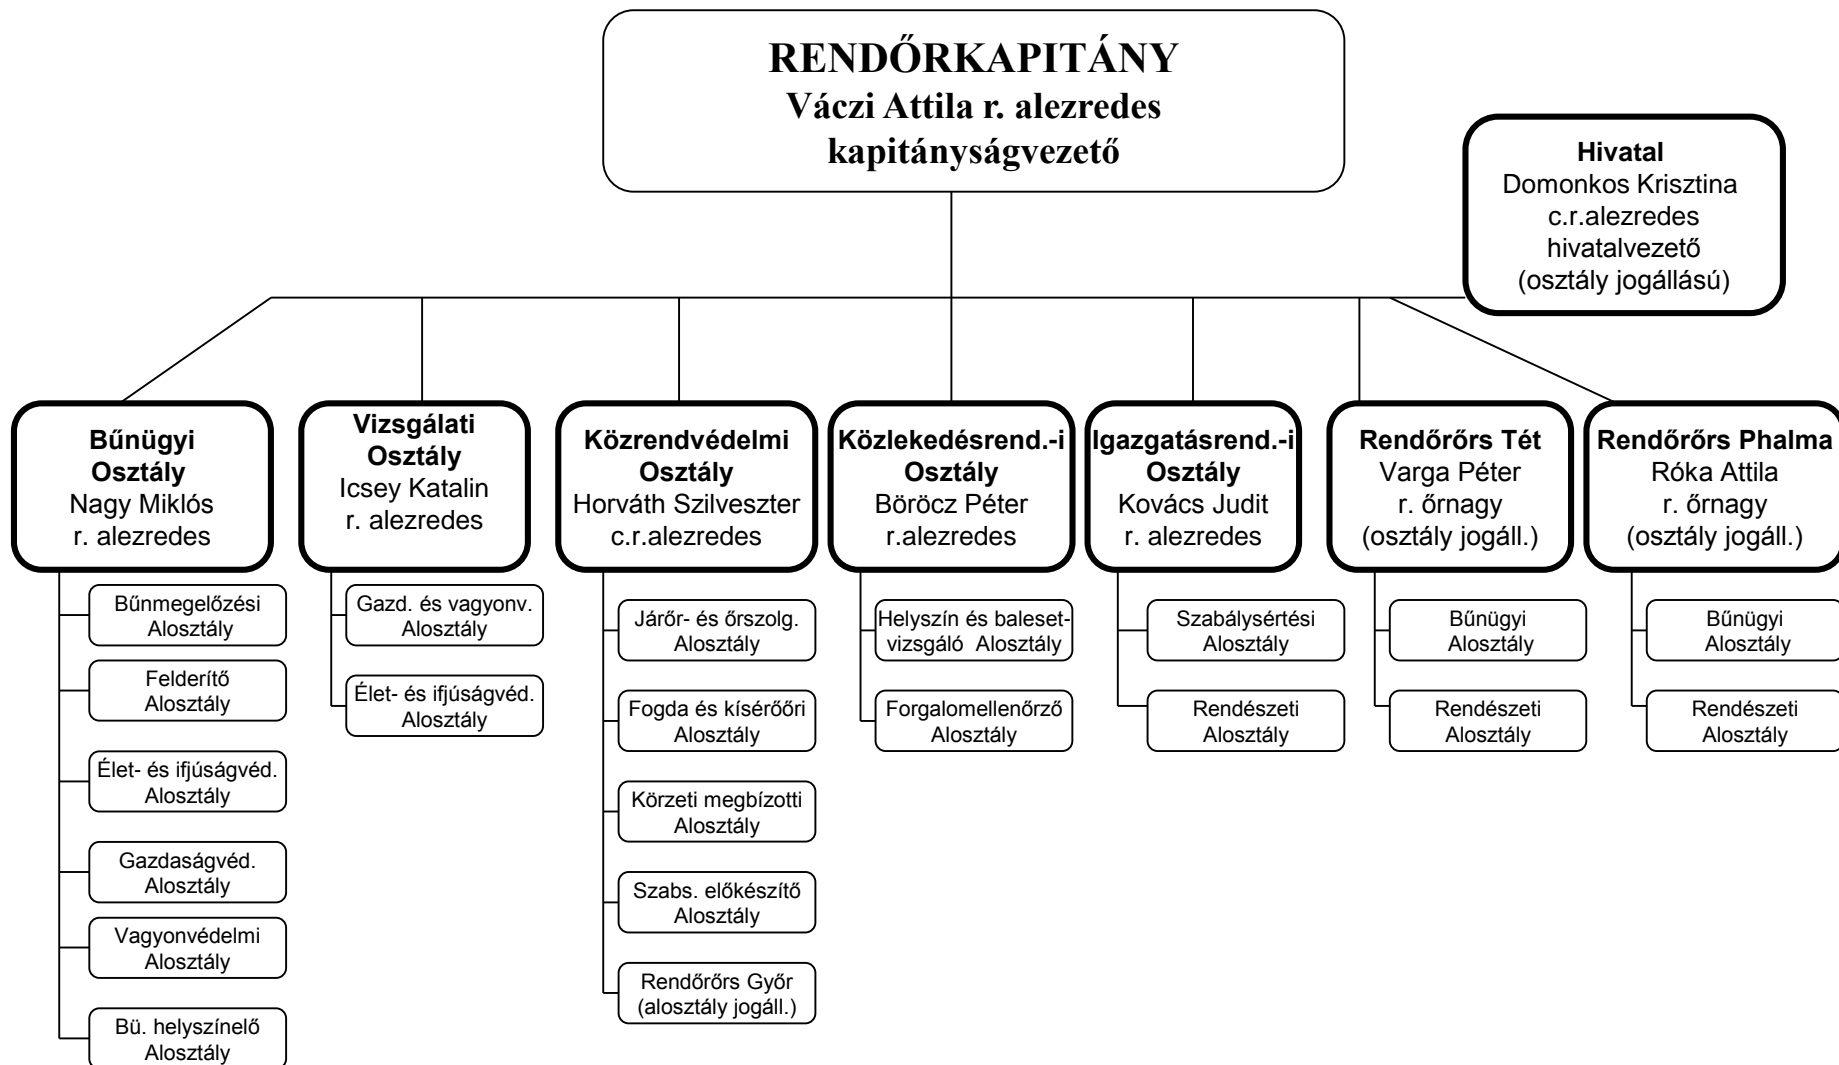 RENDŐRKAPITÁNY
Váczi Attila r. alezredes
kapitányságvezető
Hivatal
Domonkos Krisztina
c.r.alezredes
hivatalvezető
(osztály jogállású)
Bűnügyi
Osztály
Nagy Miklós
r. alezredes
Vizsgálati
Osztály
Icsey Katalin
r. alezredes
Közrendvédelmi
Osztály
Horváth Szilveszter
c.r.alezredes
Közlekedésrend.-i
Osztály
Böröcz Péter
r.alezredes
Igazgatásrend.-i
Osztály
Kovács Judit
r. alezredes
Rendőrőrs Tét
Varga Péter
r. őrnagy
(osztály jogáll.)
Rendőrőrs Phalma
Róka Attila
r. őrnagy
(osztály jogáll.)
Bűnmegelőzési
Alosztály
Felderítő
Alosztály
Élet- és ifjúságvéd.
Alosztály
Gazdaságvéd.
Alosztály
Vagyonvédelmi
Alosztály
Bü. helyszínelő
Alosztály
Gazd. és vagyonv.
Alosztály
Élet- és ifjúságvéd.
Alosztály
Járőr- és őrszolg.
Alosztály
Fogda és kísérőőri
Alosztály
Körzeti megbízotti
Alosztály
Szabs. előkészítő
Alosztály
Rendőrőrs Győr
(alosztály jogáll.)
Helyszín és baleset-
vizsgáló Alosztály
Forgalomellenőrző
Alosztály
Szabálysértési
Alosztály
Rendészeti
Alosztály
Bűnügyi
Alosztály
Rendészeti
Alosztály
Bűnügyi
Alosztály
Rendészeti
Alosztály